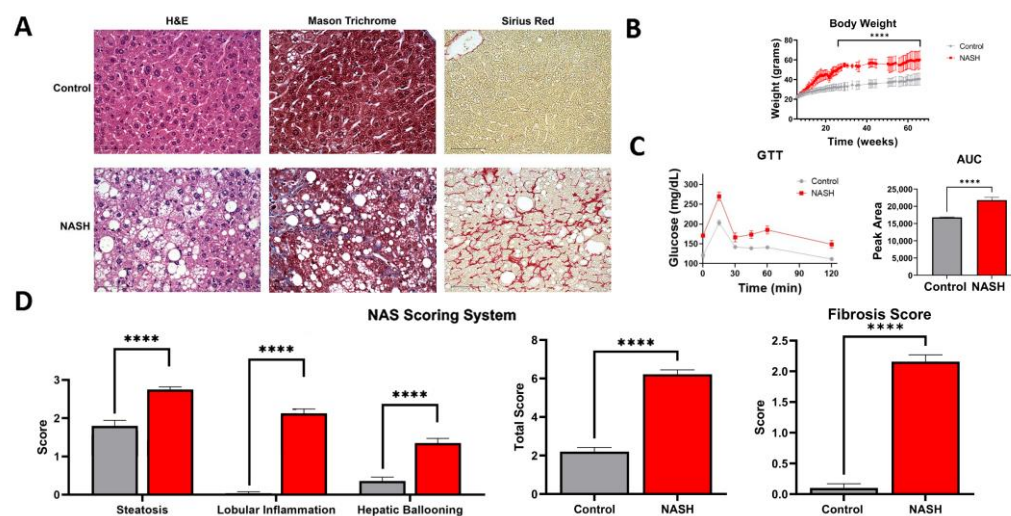 A
H&E
Mason Trichrome
Sirius Red
Control
NASH
B
Body Weight
****
Control
NASH
Weight (grams)
80
60
40
20
0
20
40
60
Time (weeks)
C
GTT
Control
NASH
Glucose (mg/dL)
300
250
200
150
100
0
30
60
120
Time (min)
AUC
****
Peak Area
25,000
20,000
15,000
10,000
5,000
0
Control
NASH
D
NAS Scoring System
**** **** ****
Score
3
2
1
0
Steatosis
Lobular Inflammation
Hepatic Ballooning
****
Total Score
8
6
4
2
0
Control
NASH
Fibrosis Score
****
Score
2.5
2.0
1.5
1.0
0.5
0.0
Control
NASH